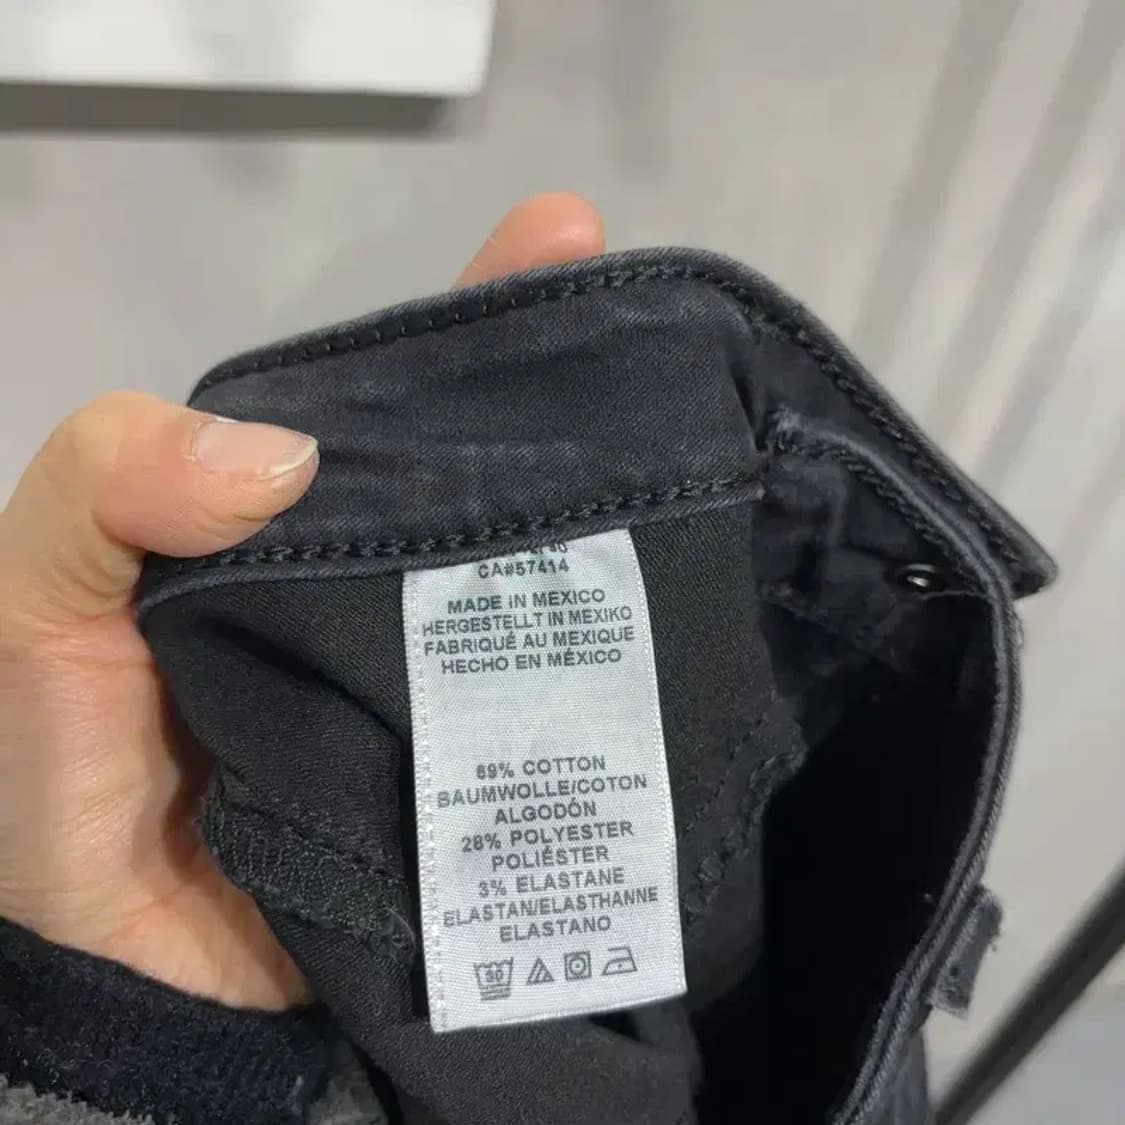 CA#57414
MADE IN MEXICO
HERGESTELLT IN MEXIKO
FABRIQUÉ AU MEXIQUE
HECHO EN MÉXICO
69% COTTON
BAUMWOLLE/COTON
ALGODÓN
28% POLYESTER
POLIÉSTER
3% ELASTANE
ELASTAN/ELASTHANNE
ELASTANO
30